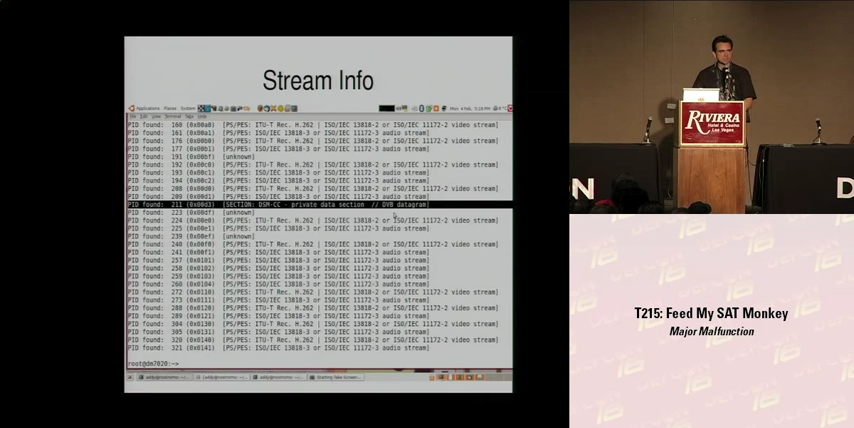 Stream Info
Applications Places System
Mon 4 Feb, 5:16 PM
File Edit View Terminal Tabs Help
PID found: 160 (0x00a0) [PS/PES: ITU-T Rec. H.262 | ISO/IEC 13818-2 or ISO/IEC 11172-2 video stream]
PID found: 161 (0x00a1) [PS/PES: ISO/IEC 13818-3 or ISO/IEC 11172-3 audio stream]
PID found: 176 (0x00b0) [PS/PES: ITU-T Rec. H.262 | ISO/IEC 13818-2 or ISO/IEC 11172-2 video stream]
PID found: 177 (0x00b1) [PS/PES: ISO/IEC 13818-3 or ISO/IEC 11172-3 audio stream]
PID found: 191 (0x00bf) [unknown]
PID found: 192 (0x00c0) [PS/PES: ITU-T Rec. H.262 | ISO/IEC 13818-2 or ISO/IEC 11172-2 video stream]
PID found: 193 (0x00c1) [PS/PES: ISO/IEC 13818-3 or ISO/IEC 11172-3 audio stream]
PID found: 194 (0x00c2) [PS/PES: ISO/IEC 13818-3 or ISO/IEC 11172-3 audio stream]
PID found: 208 (0x00d0) [PS/PES: ITU-T Rec. H.262 | ISO/IEC 13818-2 or ISO/IEC 11172-2 video stream]
PID found: 209 (0x00d1) [PS/PES: ISO/IEC 13818-3 or ISO/IEC 11172-3 audio stream]
PID found: 211 (0x00d3) [SECTION: DSM-CC - private data section // DVB datagram]
PID found: 223 (0x00df) [unknown]
PID found: 224 (0x00e0) [PS/PES: ITU-T Rec. H.262 | ISO/IEC 13818-2 or ISO/IEC 11172-2 video stream]
PID found: 225 (0x00e1) [PS/PES: ISO/IEC 13818-3 or ISO/IEC 11172-3 audio stream]
PID found: 239 (0x00ef) [unknown]
PID found: 240 (0x00f0) [PS/PES: ITU-T Rec. H.262 | ISO/IEC 13818-2 or ISO/IEC 11172-2 video stream]
PID found: 241 (0x00f1) [PS/PES: ISO/IEC 13818-3 or ISO/IEC 11172-3 audio stream]
PID found: 257 (0x0101) [PS/PES: ISO/IEC 13818-3 or ISO/IEC 11172-3 audio stream]
PID found: 258 (0x0102) [PS/PES: ISO/IEC 13818-3 or ISO/IEC 11172-3 audio stream]
PID found: 259 (0x0103) [PS/PES: ISO/IEC 13818-3 or ISO/IEC 11172-3 audio stream]
PID found: 260 (0x0104) [PS/PES: ISO/IEC 13818-3 or ISO/IEC 11172-3 audio stream]
PID found: 272 (0x0110) [PS/PES: ITU-T Rec. H.262 | ISO/IEC 13818-2 or ISO/IEC 11172-2 video stream]
PID found: 273 (0x0111) [PS/PES: ISO/IEC 13818-3 or ISO/IEC 11172-3 audio stream]
PID found: 288 (0x0120) [PS/PES: ITU-T Rec. H.262 | ISO/IEC 13818-2 or ISO/IEC 11172-2 video stream]
PID found: 289 (0x0121) [PS/PES: ISO/IEC 13818-3 or ISO/IEC 11172-3 audio stream]
PID found: 304 (0x0130) [PS/PES: ITU-T Rec. H.262 | ISO/IEC 13818-2 or ISO/IEC 11172-2 video stream]
PID found: 305 (0x0131) [PS/PES: ISO/IEC 13818-3 or ISO/IEC 11172-3 audio stream]
PID found: 320 (0x0140) [PS/PES: ITU-T Rec. H.262 | ISO/IEC 13818-2 or ISO/IEC 11172-2 video stream]
PID found: 321 (0x0141) [PS/PES: ISO/IEC 13818-3 or ISO/IEC 11172-3 audio stream]
root@dm7020:~>
Starting Take Screen...
RIVIERA
Hotel & Casino
Las Vegas
ON
D
T215: Feed My SAT Monkey
Major Malfunction